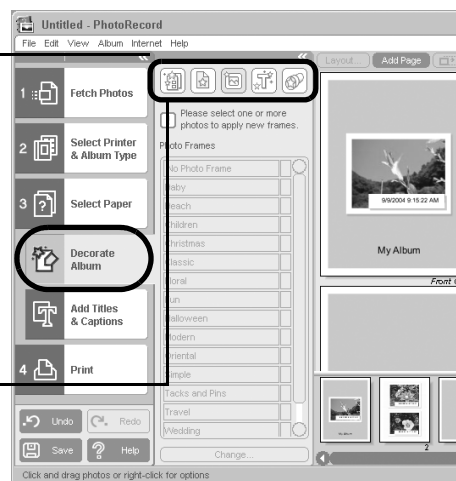 Untitled - PhotoRecord
File Edit View Album Internet Help
Layout... Add Page
1 Fetch Photos
2 Select Printer
& Album Type
3 Select Paper
Decorate
Album
Add Titles
& Captions
4 Print
Undo Redo
Save Help
Please select one or more
photos to apply new frames.
Photo Frames
No Photo Frame
Baby
Beach
Children
Christmas
Classic
Floral
Fun
Halloween
Modern
Oriental
Simple
Tacks and Pins
Travel
Wedding
Change...
9/9/2004 9:15:22 AM
My Album
Front
2
Click and drag photos or right-click for options